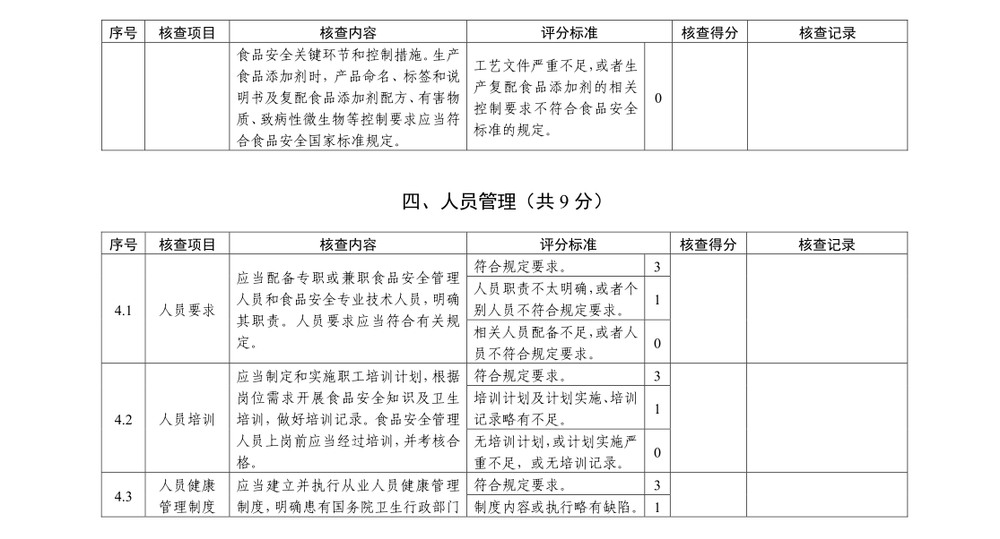 序号 核查项目 核查内容 评分标准 核查得分 核查记录
食品安全关键环节和控制措施。生产
食品添加剂时，产品命名、标签和说
明书及复配食品添加剂配方、有害物
质、致病性微生物等控制要求应当符
合食品安全国家标准规定。
工艺文件严重不足，或者生
产复配食品添加剂的相关
控制要求不符合食品安全
标准的规定。
0
四、人员管理（共 9 分）
序号 核查项目 核查内容 评分标准 核查得分 核查记录
4.1
人员要求
应当配备专职或兼职食品安全管理
人员和食品安全专业技术人员，明确
其职责。人员要求应当符合有关规
定。
符合规定要求。 3
人员职责不太明确，或者个
别人员不符合规定要求。
1
相关人员配备不足，或者人
员不符合规定要求。
0
4.2
人员培训
应当制定和实施职工培训计划，根据
岗位需求开展食品安全知识及卫生
培训，做好培训记录。食品安全管理
人员上岗前应当经过培训，并考核合
格。
符合规定要求。 3
培训计划及计划实施、培训
记录略有不足。
1
无培训计划，或计划实施严
重不足，或无培训记录。
0
4.3
人员健康
管理制度
应当建立并执行从业人员健康管理
制度，明确患有国务院卫生行政部门
符合规定要求。 3
制度内容或执行略有缺陷。 1